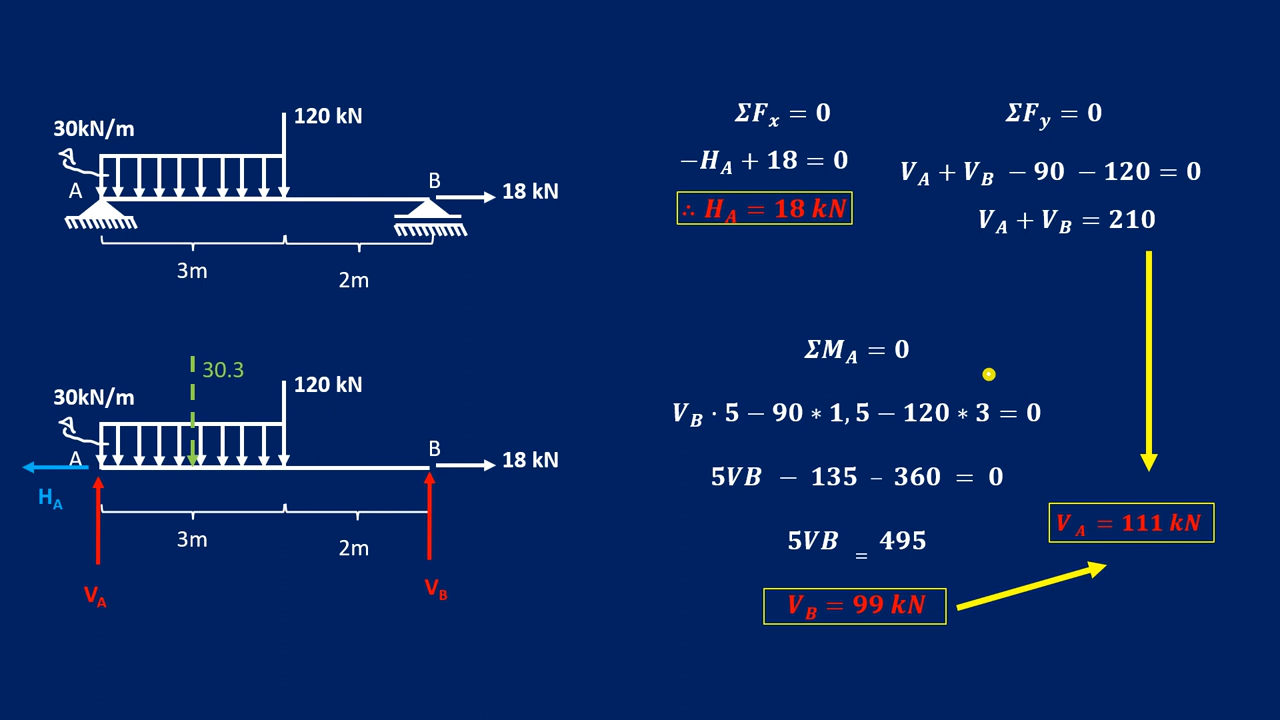 120 kN
30kN/m
A
B
18 kN
3m
2m
30.3
120 kN
30kN/m
A
B
18 kN
H_A
3m
2m
V_A
V_B
ΣF_x = 0
−H_A + 18 = 0
∴ H_A = 18 kN
ΣF_y = 0
V_A + V_B − 90 − 120 = 0
V_A + V_B = 210
ΣM_A = 0
V_B · 5 − 90 ∗ 1,5 − 120 ∗ 3 = 0
5VB − 135 − 360 = 0
5VB = 495
V_B = 99 kN
V_A = 111 kN